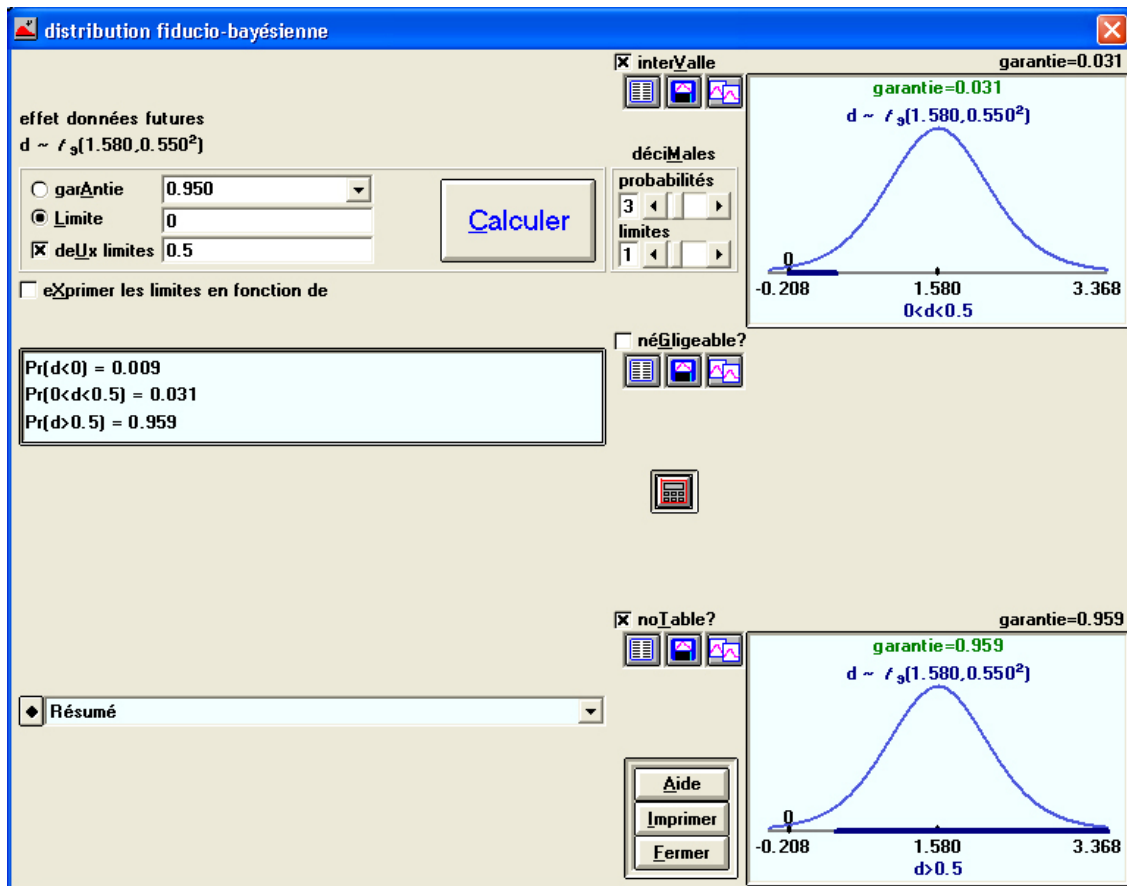 distribution fiducio-bayésienne
effet données futures
d ~ t₉(1.580,0.550²)
garAntie 0.950
Limite 0
deUx limites 0.5
Calculer
eXprimer les limites en fonction de
Pr(d<0) = 0.009
Pr(0<d<0.5) = 0.031
Pr(d>0.5) = 0.959
Résumé
interValle
déciMales
probabilités
3
limites
1
garantie=0.031
garantie=0.031
d ~ t₉(1.580,0.550²)
0
-0.208 1.580 3.368
0<d<0.5
néGligeable?
noTable?
garantie=0.959
garantie=0.959
d ~ t₉(1.580,0.550²)
0
-0.208 1.580 3.368
d>0.5
Aide
Imprimer
Fermer